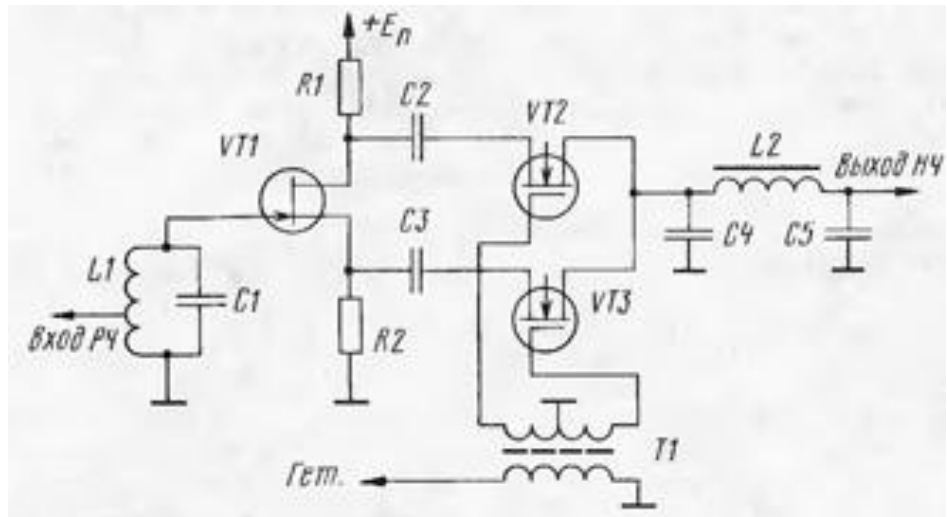 +Eп
R1
C2
VT2
VT1
L2
Выход НЧ
C3
C4
C5
L1
C1
VT3
Вход РЧ
R2
T1
Гет.